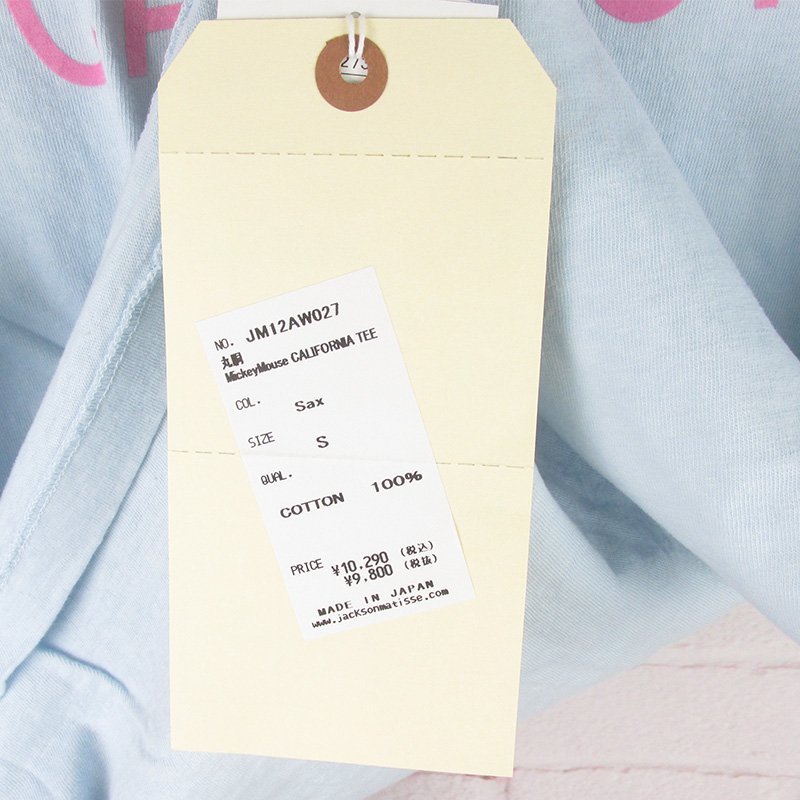 NO. JM12AW027
丸胴
MickeyMouse CALIFORNIA TEE
COL. Sax
SIZE S
QUAL.
COTTON 100%
PRICE ¥10,290 (税込)
¥9,800 (税抜)
MADE IN JAPAN
www.jacksonmatisse.com